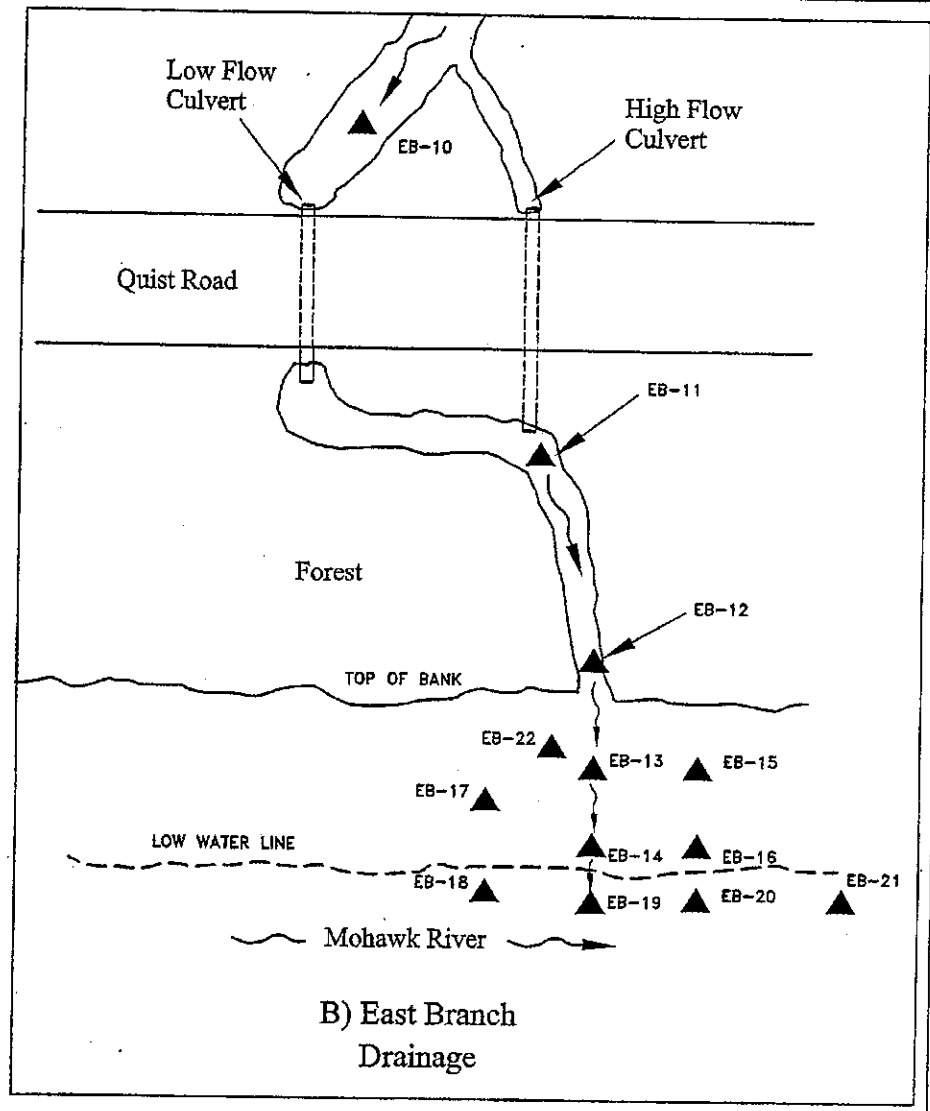 Low Flow
Culvert
High Flow
Culvert
EB-10
Quist Road
EB-11
Forest
EB-12
TOP OF BANK
EB-22
EB-13
EB-15
EB-17
LOW WATER LINE
EB-14
EB-16
EB-18
EB-21
EB-19
EB-20
Mohawk River
B) East Branch
Drainage